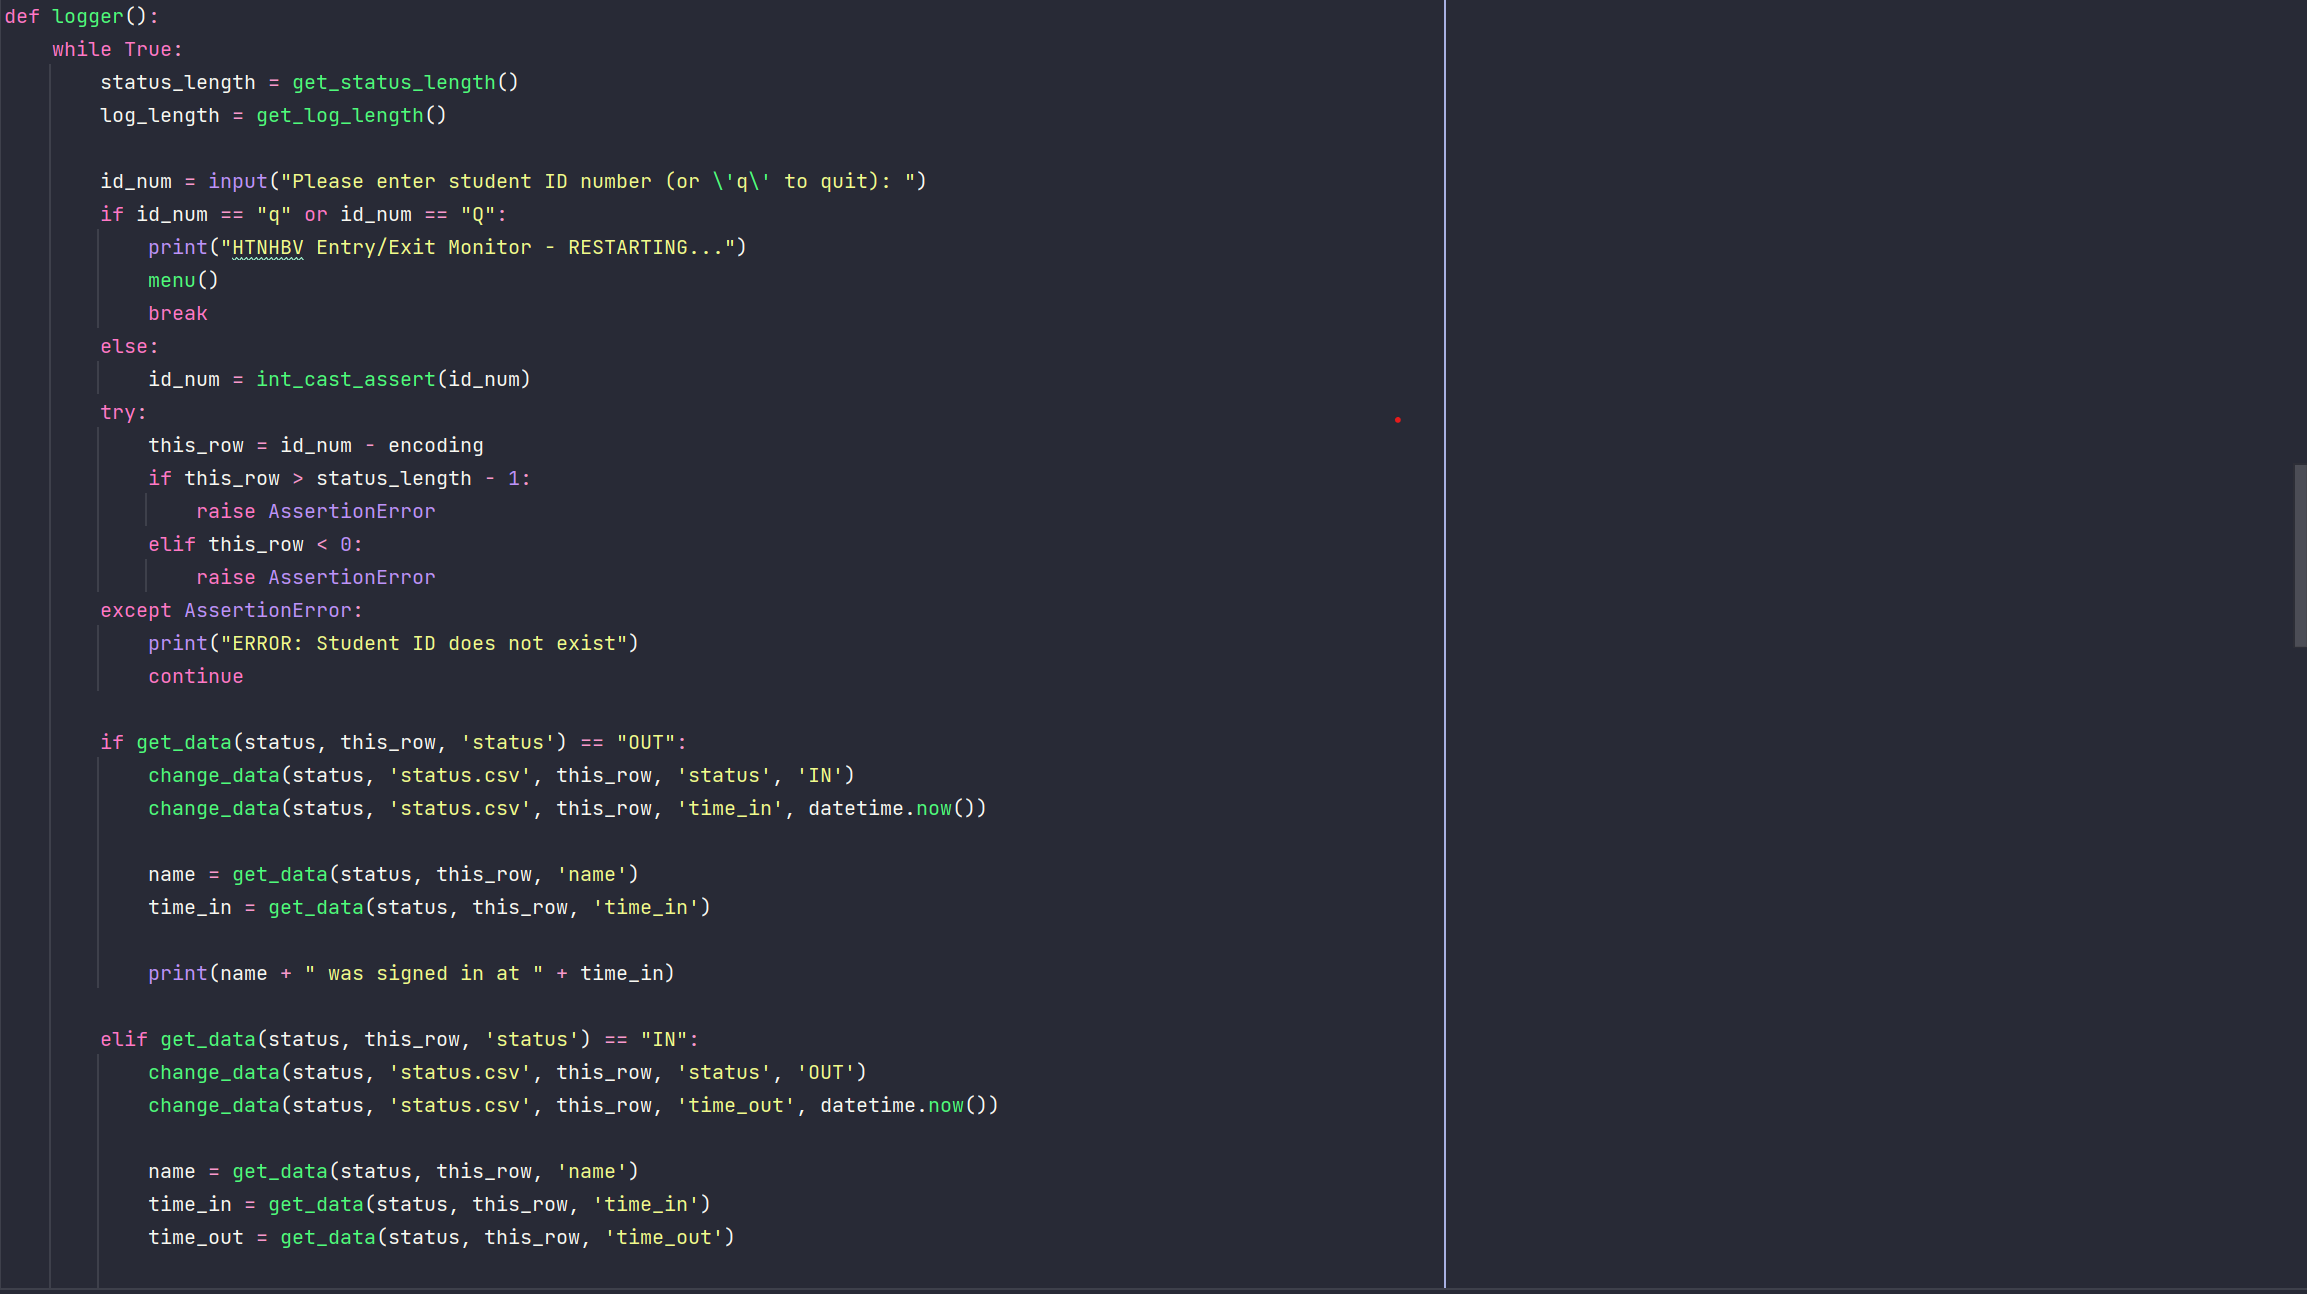 def logger():
    while True:
        status_length = get_status_length()
        log_length = get_log_length()

        id_num = input("Please enter student ID number (or \'q\' to quit): ")
        if id_num == "q" or id_num == "Q":
            print("HTNHBV Entry/Exit Monitor - RESTARTING...")
            menu()
            break
        else:
            id_num = int_cast_assert(id_num)
        try:
            this_row = id_num - encoding
            if this_row > status_length - 1:
                raise AssertionError
            elif this_row < 0:
                raise AssertionError
        except AssertionError:
            print("ERROR: Student ID does not exist")
            continue

        if get_data(status, this_row, 'status') == "OUT":
            change_data(status, 'status.csv', this_row, 'status', 'IN')
            change_data(status, 'status.csv', this_row, 'time_in', datetime.now())

            name = get_data(status, this_row, 'name')
            time_in = get_data(status, this_row, 'time_in')

            print(name + " was signed in at " + time_in)

        elif get_data(status, this_row, 'status') == "IN":
            change_data(status, 'status.csv', this_row, 'status', 'OUT')
            change_data(status, 'status.csv', this_row, 'time_out', datetime.now())

            name = get_data(status, this_row, 'name')
            time_in = get_data(status, this_row, 'time_in')
            time_out = get_data(status, this_row, 'time_out')